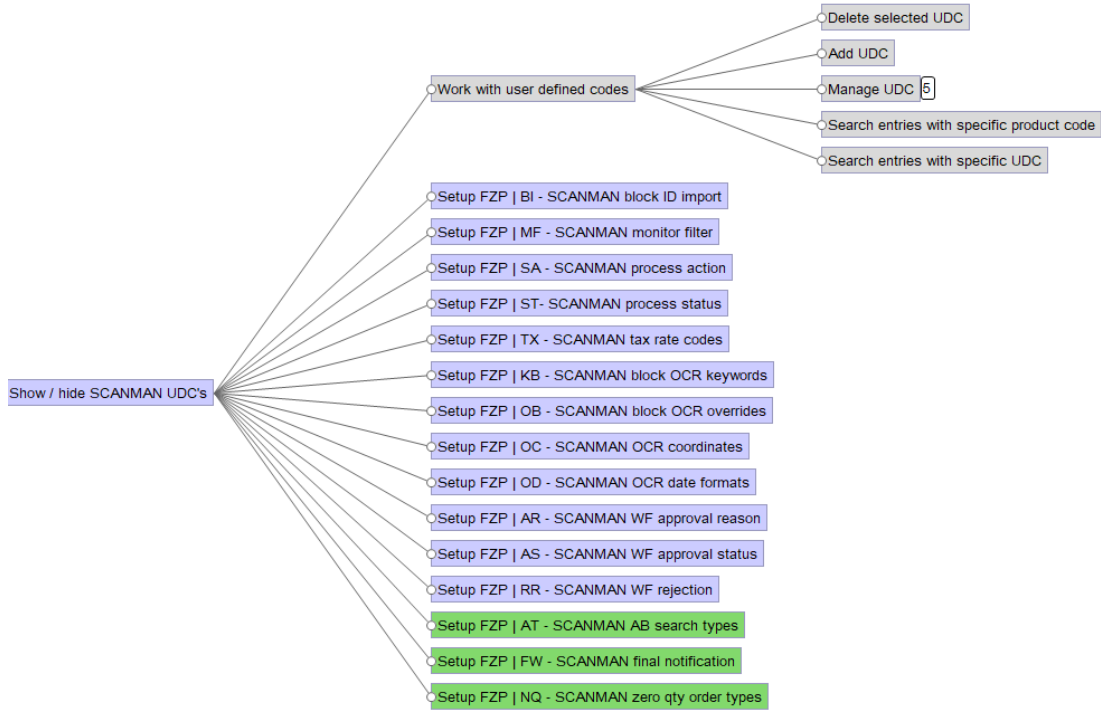 Delete selected UDC
Add UDC
Work with user defined codes
Manage UDC 5
Search entries with specific product code
Search entries with specific UDC
Setup FZP | BI - SCANMAN block ID import
Setup FZP | MF - SCANMAN monitor filter
Setup FZP | SA - SCANMAN process action
Setup FZP | ST- SCANMAN process status
Setup FZP | TX - SCANMAN tax rate codes
Setup FZP | KB - SCANMAN block OCR keywords
Show / hide SCANMAN UDC's
Setup FZP | OB - SCANMAN block OCR overrides
Setup FZP | OC - SCANMAN OCR coordinates
Setup FZP | OD - SCANMAN OCR date formats
Setup FZP | AR - SCANMAN WF approval reason
Setup FZP | AS - SCANMAN WF approval status
Setup FZP | RR - SCANMAN WF rejection
Setup FZP | AT - SCANMAN AB search types
Setup FZP | FW - SCANMAN final notification
Setup FZP | NQ - SCANMAN zero qty order types